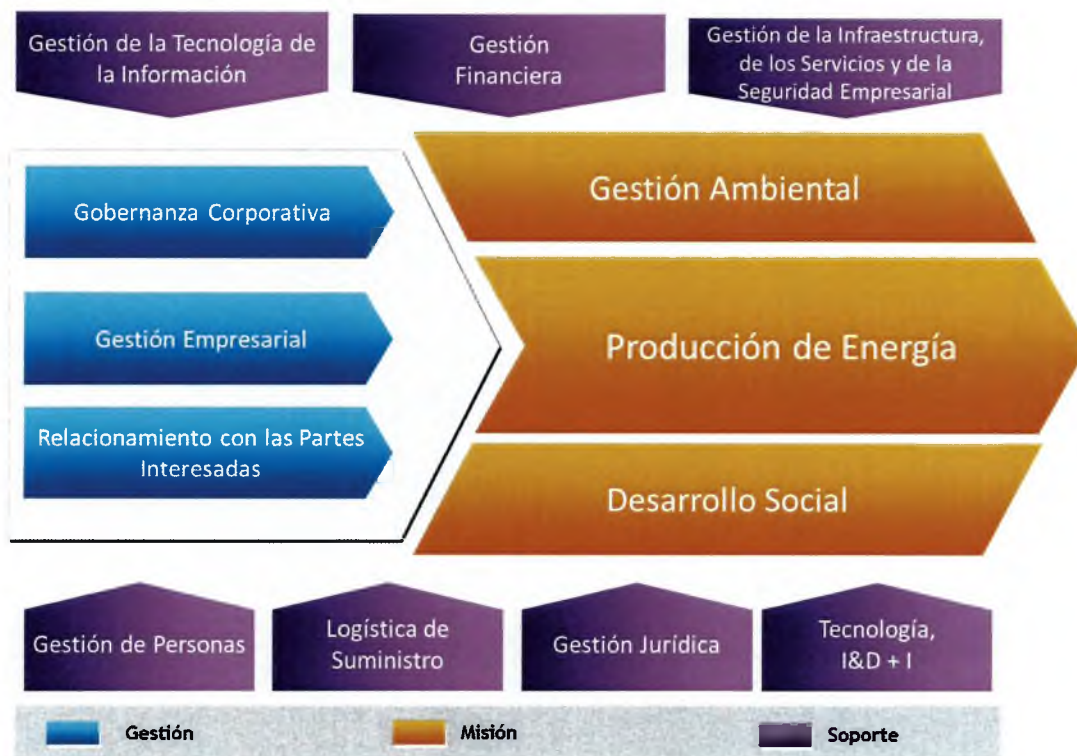 Gestión de la Tecnología de
la Información
Gestión
Financiera
Gestión de la Infraestructura,
de los Servicios y de la
Seguridad Empresarial
Gobernanza Corporativa
Gestión Empresarial
Relacionamiento con las Partes
Interesadas
Gestión Ambiental
Producción de Energía
Desarrollo Social
Gestión de Personas
Logística de
Suministro
Gestión Jurídica
Tecnología,
I&D + I
Gestión
Misión
Soporte